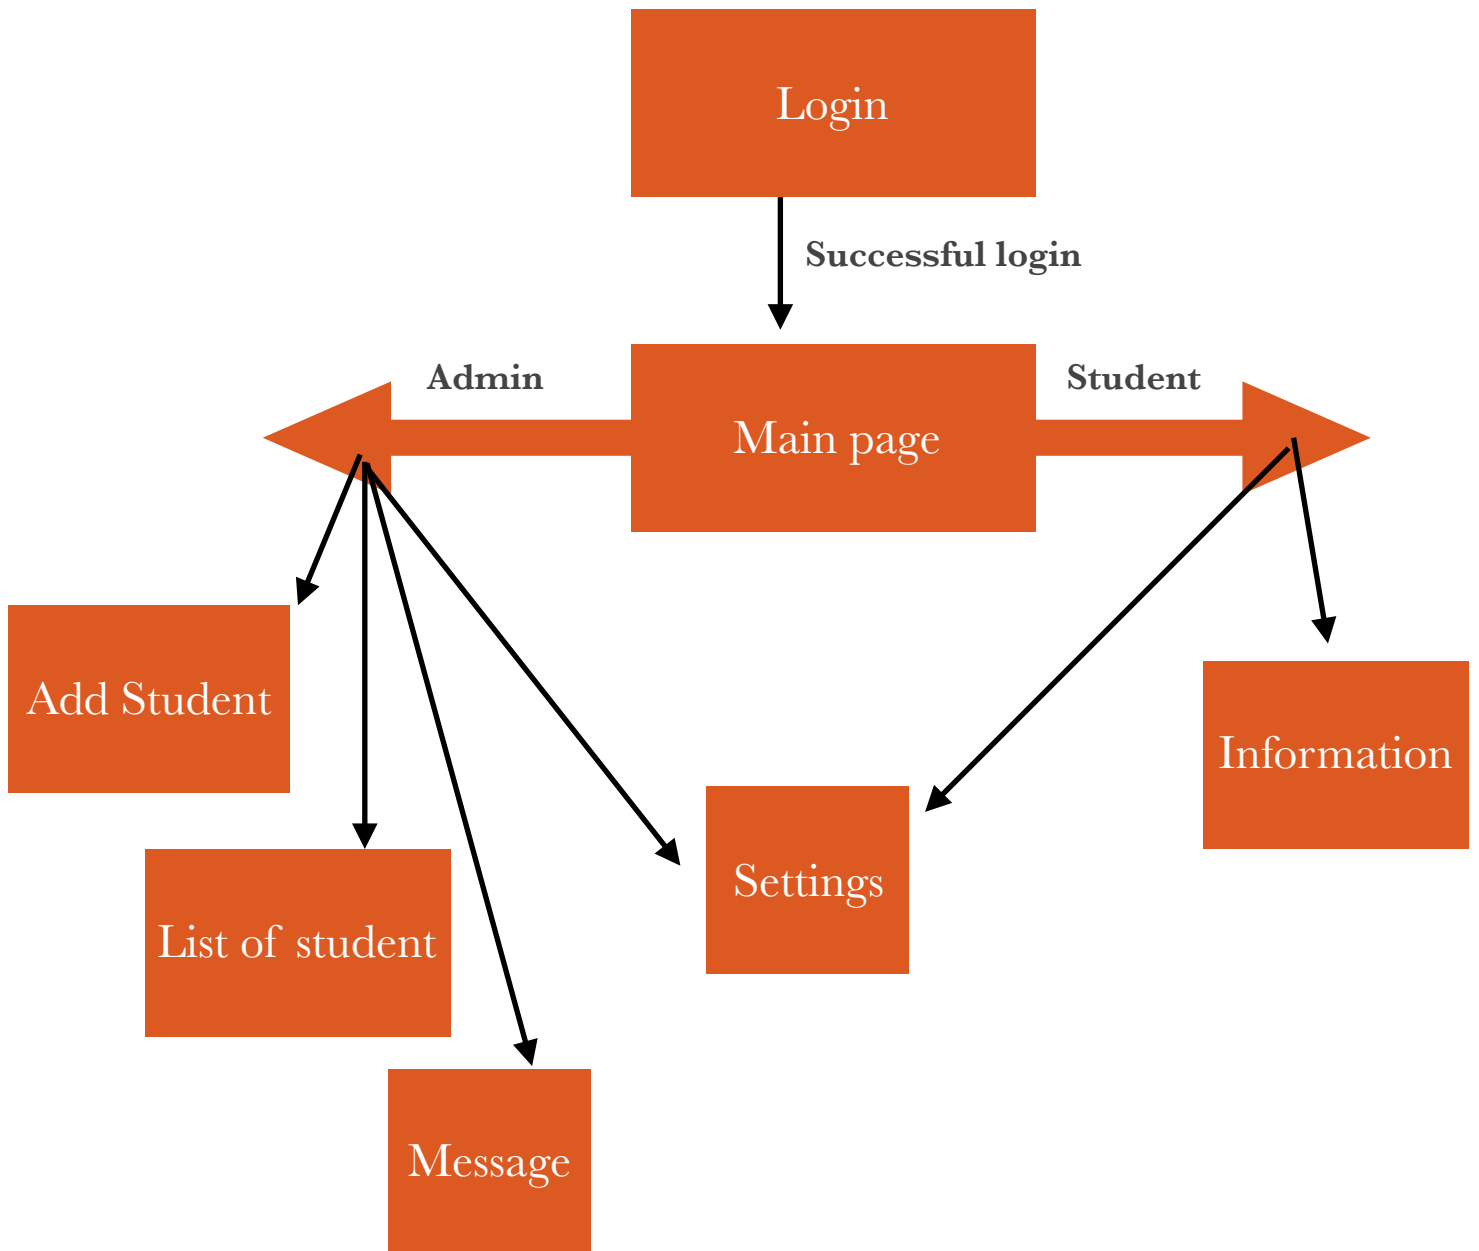 Login
Successful login
Admin
Student
Main page
Add Student
Information
Settings
List of student
Message